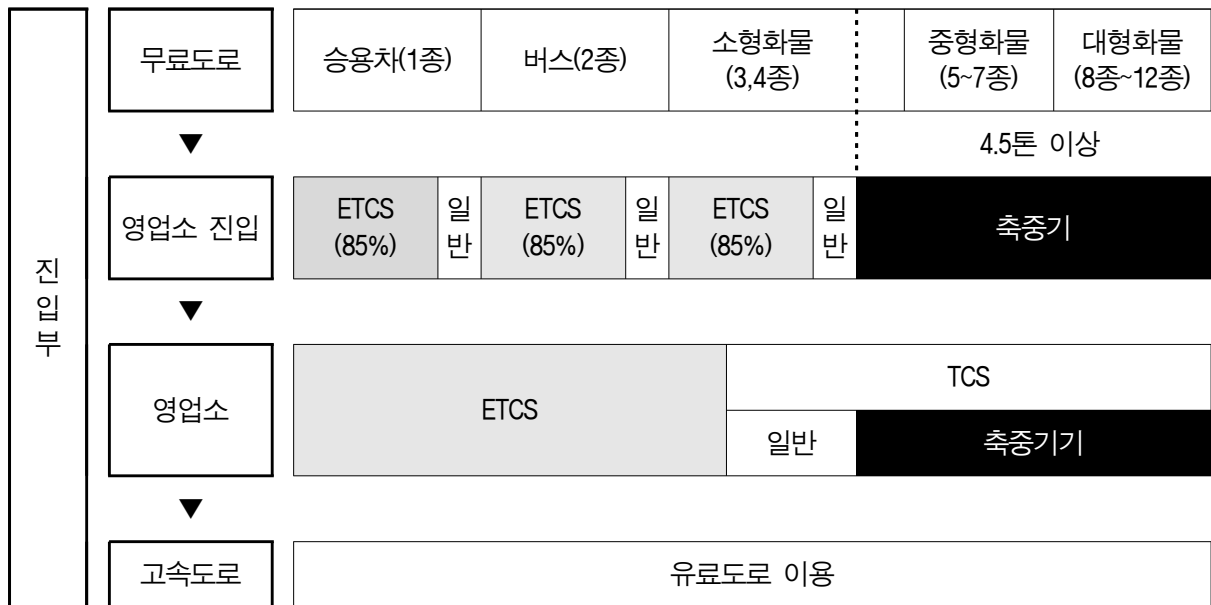 진입부
무료도로
승용차(1종)
버스(2종)
소형화물
(3,4종)
중형화물
(5~7종)
대형화물
(8종~12종)
▼
4.5톤 이상
영업소 진입
ETCS
(85%)
일반
ETCS
(85%)
일반
ETCS
(85%)
일반
축중기
▼
영업소
ETCS
TCS
일반
축중기기
▼
고속도로
유료도로 이용